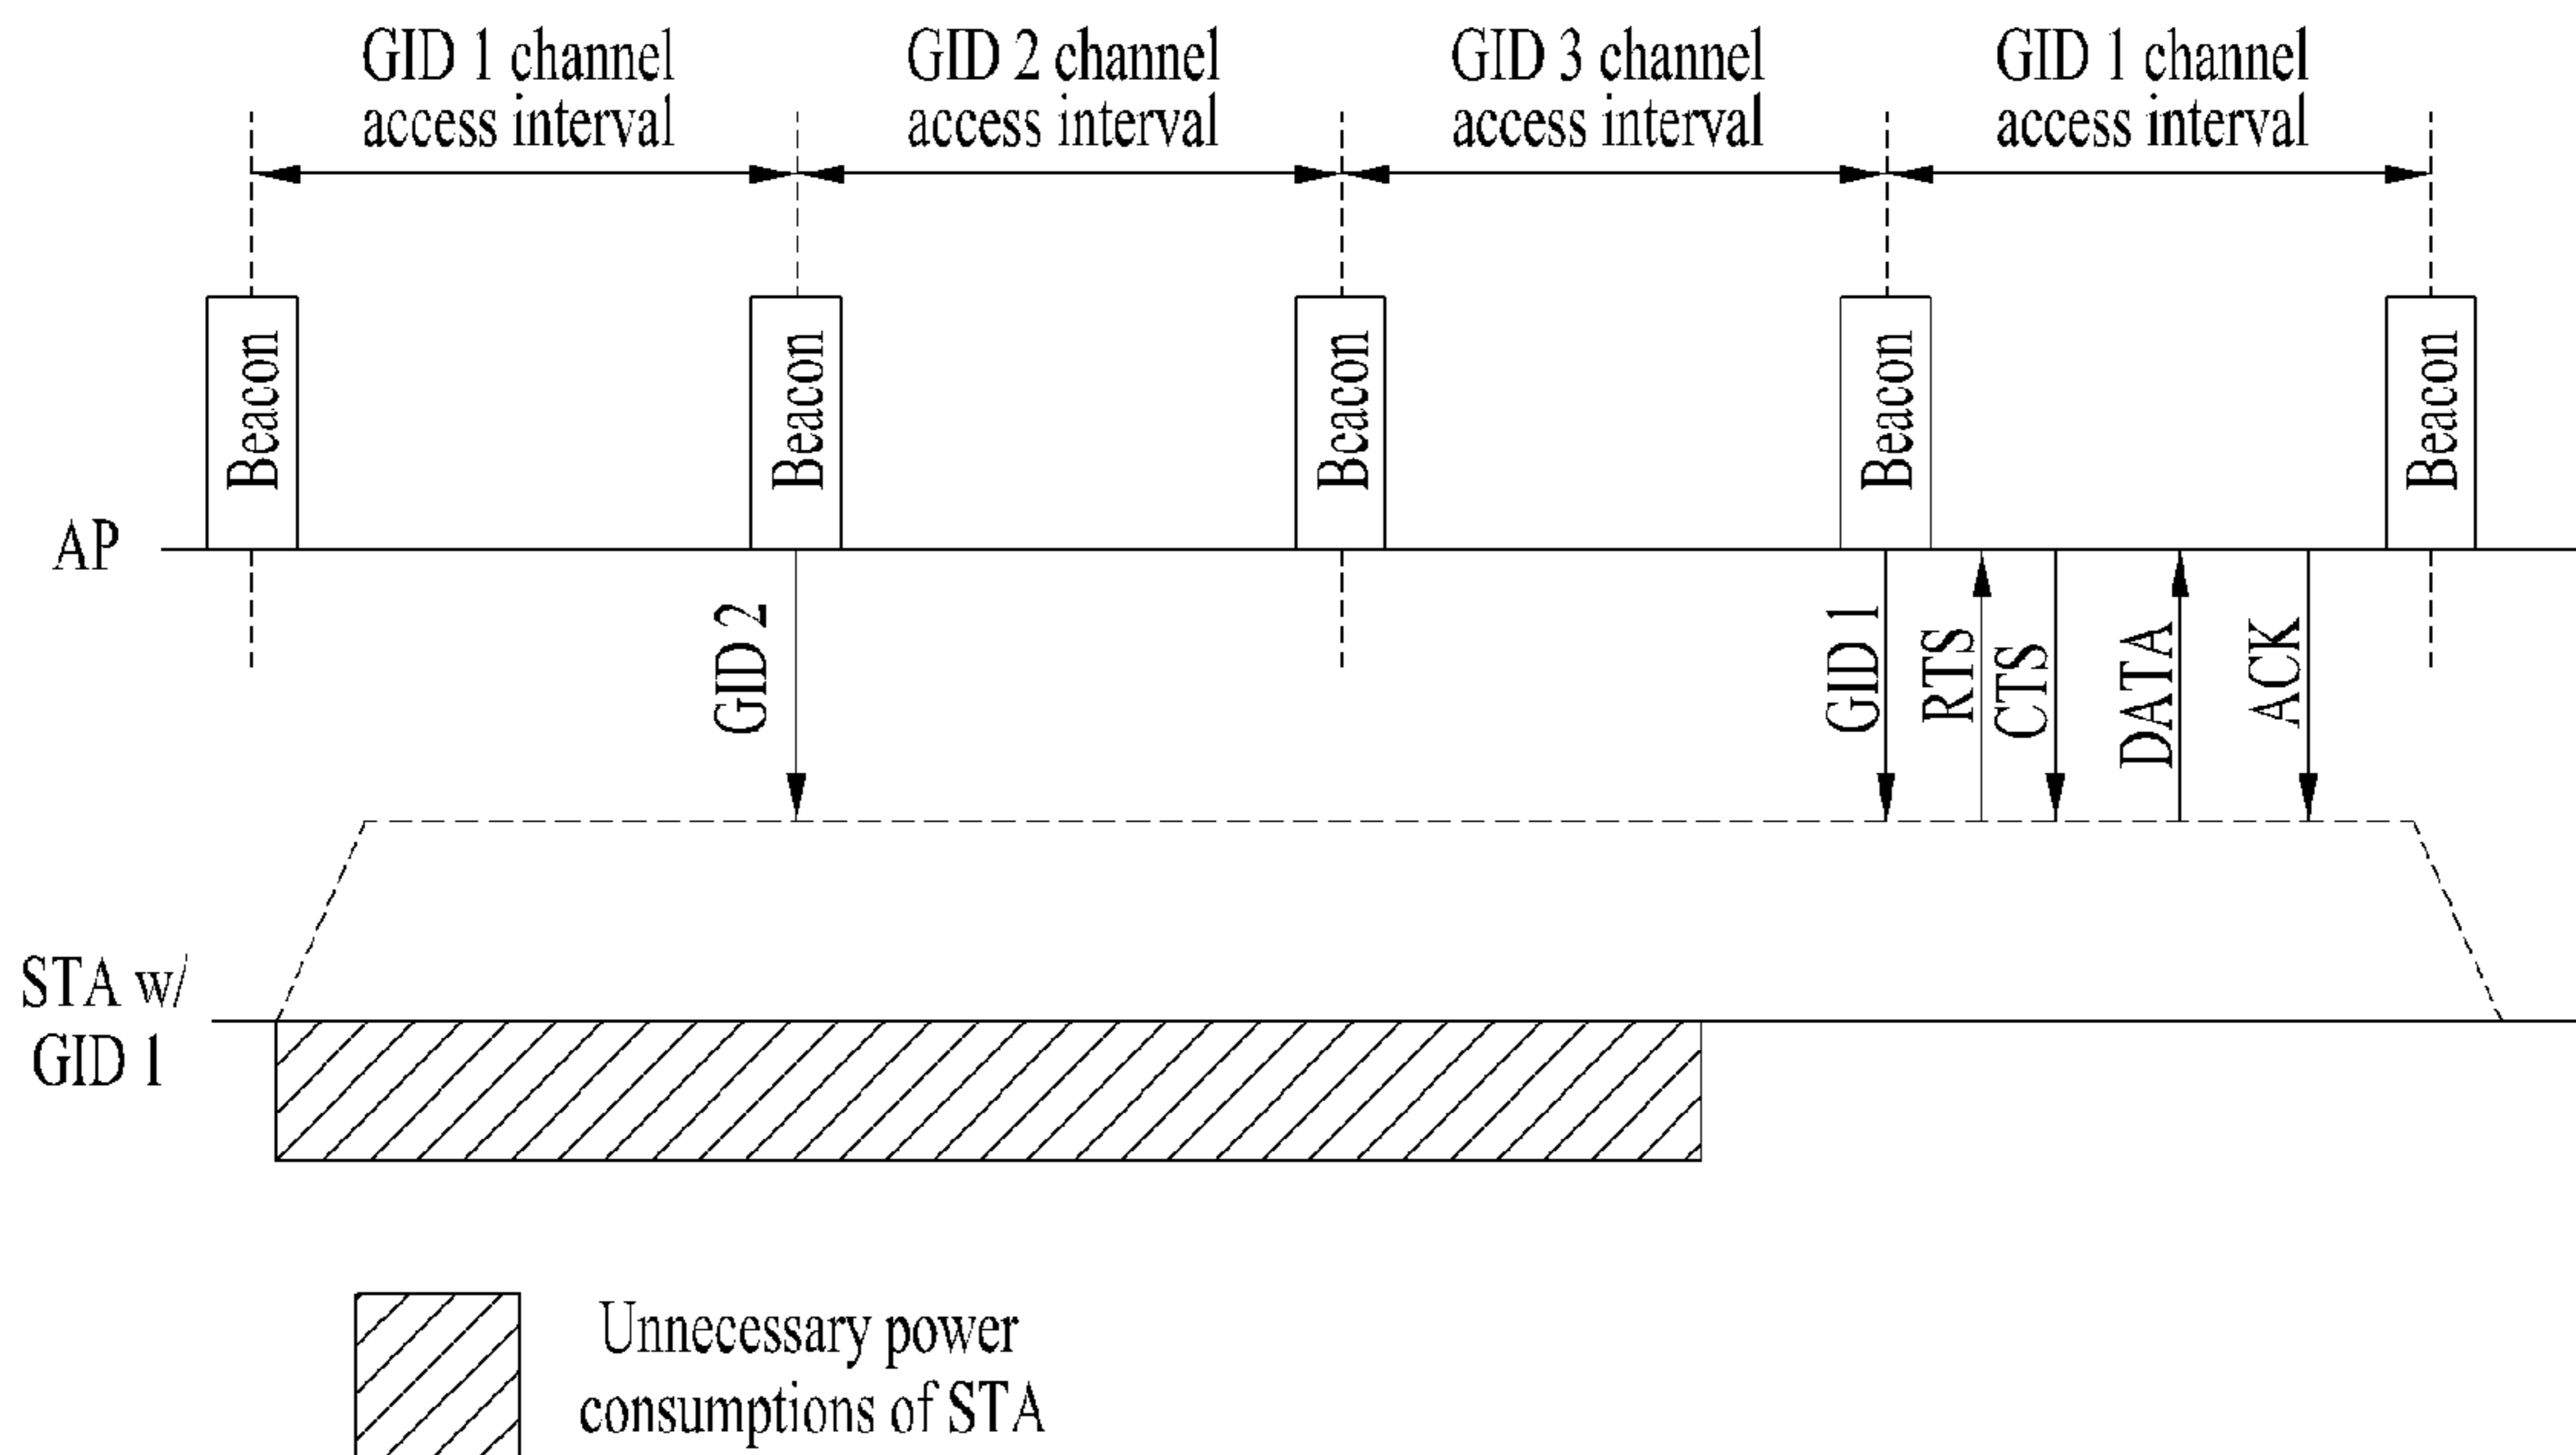 GID 1 channel
access interval
GID 2 channel
access interval
GID 3 channel
access interval
GID 1 channel
access interval
Beacon
Beacon
Beacon
Beacon
Beacon
AP
GID 2
GID 1
RTS
CTS
DATA
ACK
STA w/
GID 1
Unnecessary power
consumptions of STA